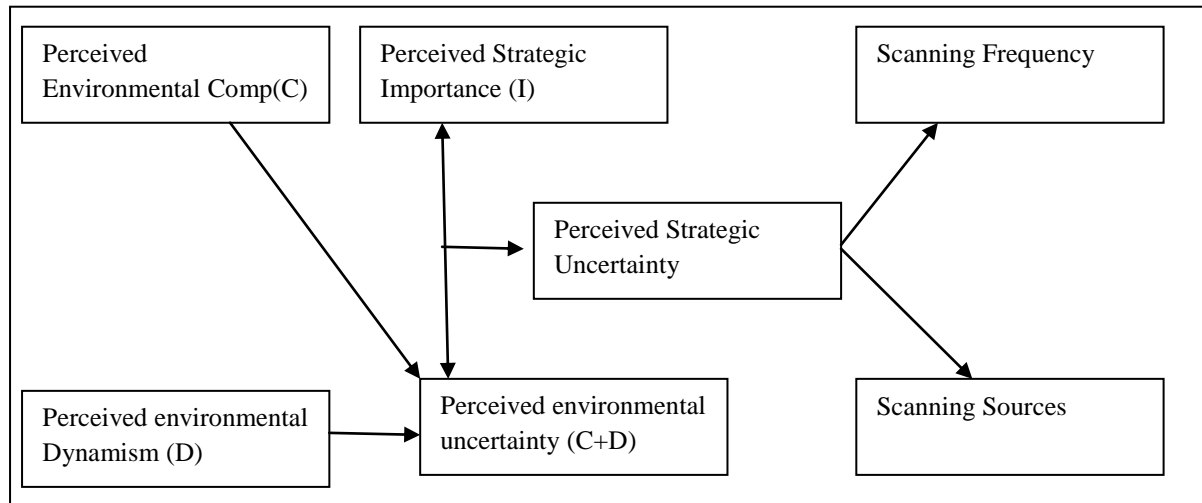 Perceived
Environmental Comp(C)
Perceived Strategic
Importance (I)
Scanning Frequency
Perceived Strategic
Uncertainty
Perceived environmental
Dynamism (D)
Perceived environmental
uncertainty (C+D)
Scanning Sources